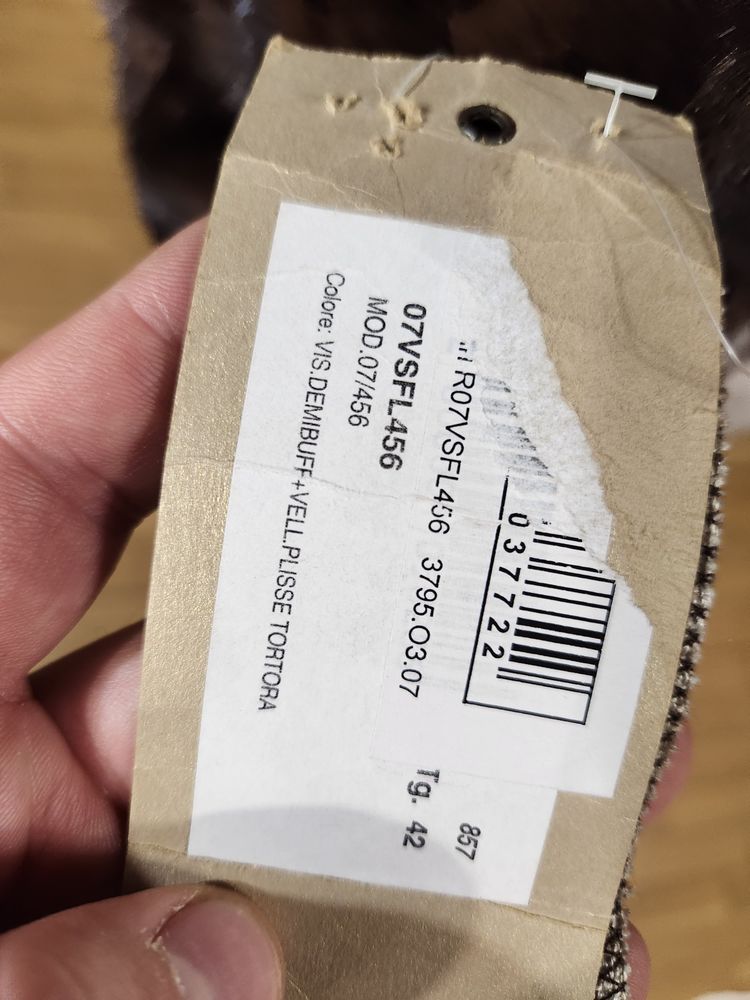 037722
R07VSFL456 3795.O3.07
857
07VSFL456 Tg. 42
MOD.07/456
Colore: VIS.DEMIBUFF+VELL.PLISSE TORTORA